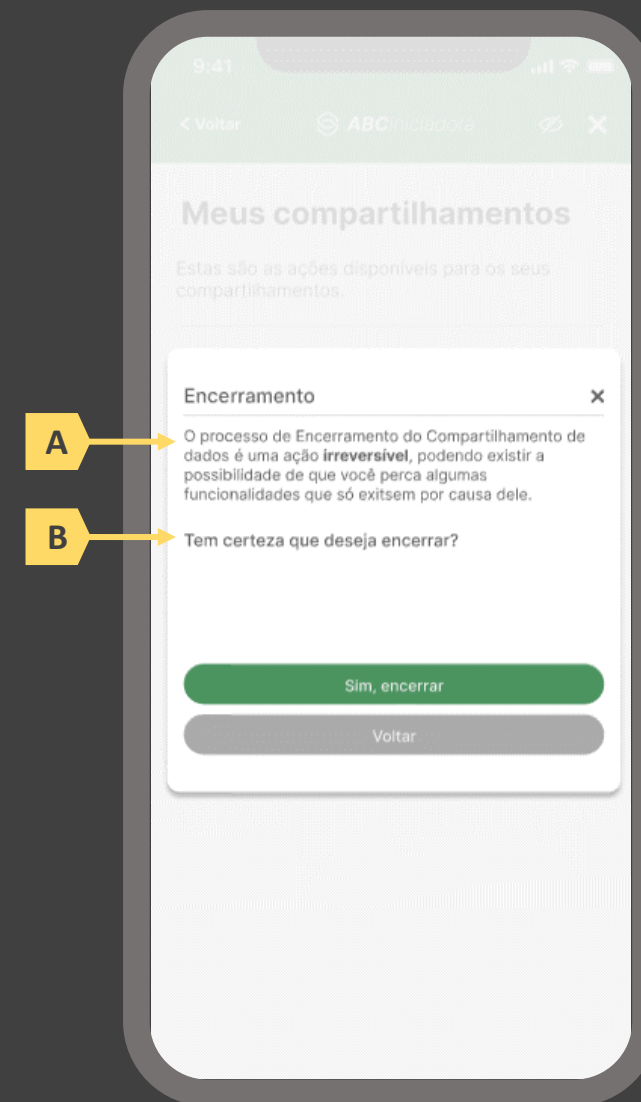 9:41
< Voltar
ABCIniciadora
Meus compartilhamentos
Estas são as ações disponíveis para os seus
compartilhamentos.
Encerramento
A
O processo de Encerramento do Compartilhamento de
dados é uma ação irreversível, podendo existir a
possibilidade de que você perca algumas
funcionalidades que só exitsem por causa dele.
B
Tem certeza que deseja encerrar?
Sim, encerrar
Voltar